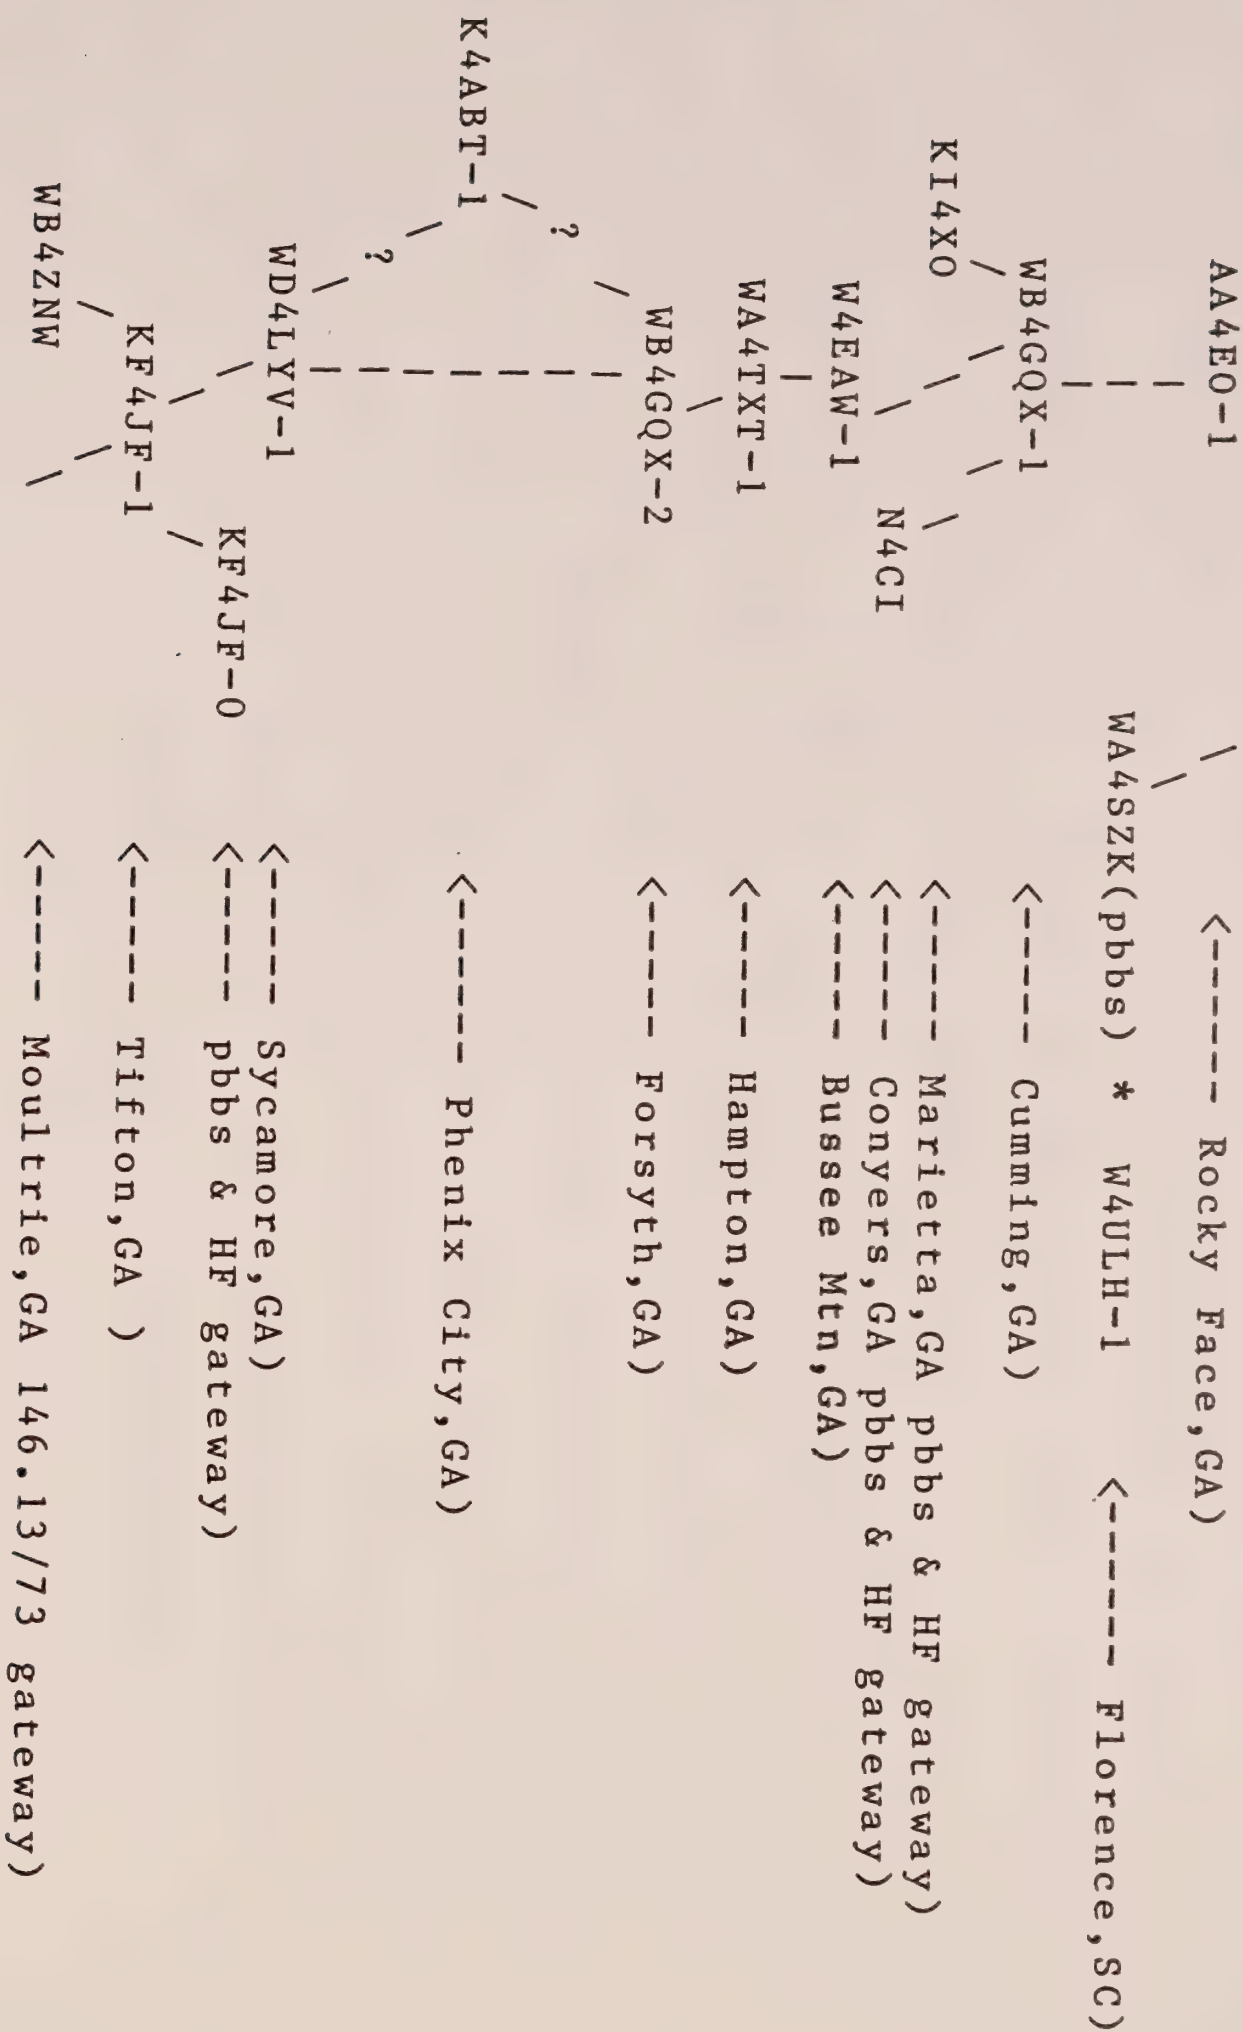 AA4EO-1 <------ Rocky Face,GA)
WA4SZK(pbbs) * W4ULH-1 <------ Florence,SC)
WB4GQX-1 <----- Cumming,GA)
KI4XO <----- Marietta,GA pbbs & HF gateway)
N4CI <----- Conyers,GA pbbs & HF gateway)
W4EAW-1 <----- Bussee Mtn,GA)
WA4TXT-1 <----- Hampton,GA)
WB4GQX-2 <----- Forsyth,GA)
?
K4ABT-1 <------ Phenix City,GA)
?
WD4LYV-1 <----- Sycamore,GA)
KF4JF-0 <----- pbbs & HF gateway)
KF4JF-1 <----- Tifton,GA )
WB4ZNW <----- Moultrie,GA 146.13/73 gateway)